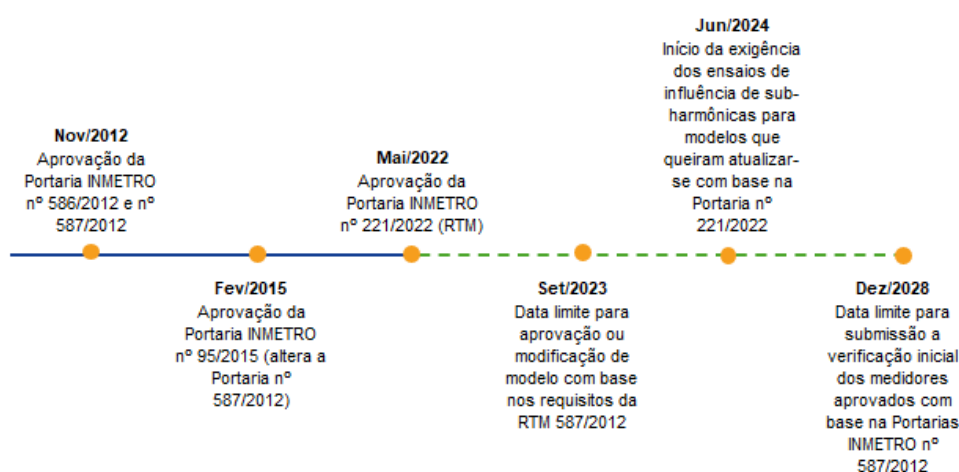 Nov/2012
Aprovação da
Portaria INMETRO
nº 586/2012 e nº
587/2012
Fev/2015
Aprovação da
Portaria INMETRO
nº 95/2015 (altera a
Portaria nº
587/2012)
Mai/2022
Aprovação da
Portaria INMETRO
nº 221/2022 (RTM)
Set/2023
Data limite para
aprovação ou
modificação de
modelo com base
nos requisitos da
RTM 587/2012
Jun/2024
Início da exigência
dos ensaios de
influência de sub-
harmônicas para
modelos que
queiram atualizar-
se com base na
Portaria nº
221/2022
Dez/2028
Data limite para
submissão a
verificação inicial
dos medidores
aprovados com
base na Portarias
INMETRO nº
587/2012